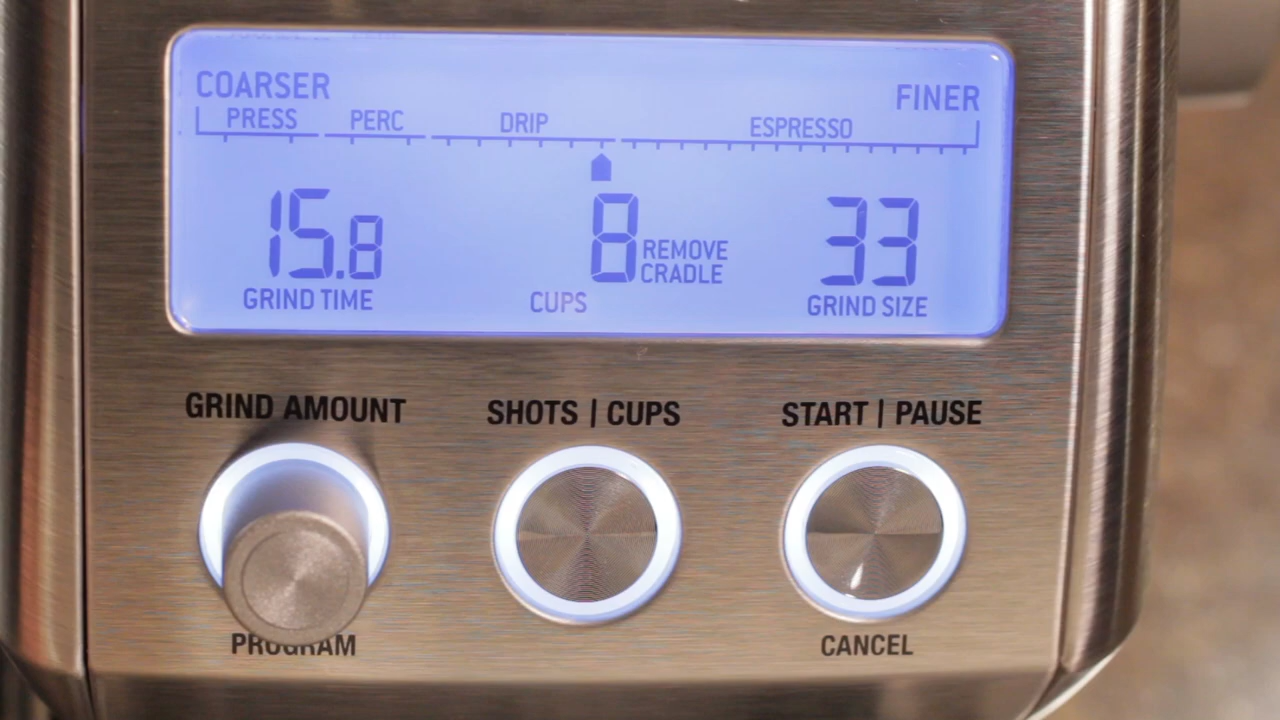 COARSER
FINER
PRESS PERC DRIP ESPRESSO
15.8 8 REMOVE CRADLE 33
GRIND TIME CUPS GRIND SIZE
GRIND AMOUNT SHOTS | CUPS START | PAUSE
PROGRAM CANCEL